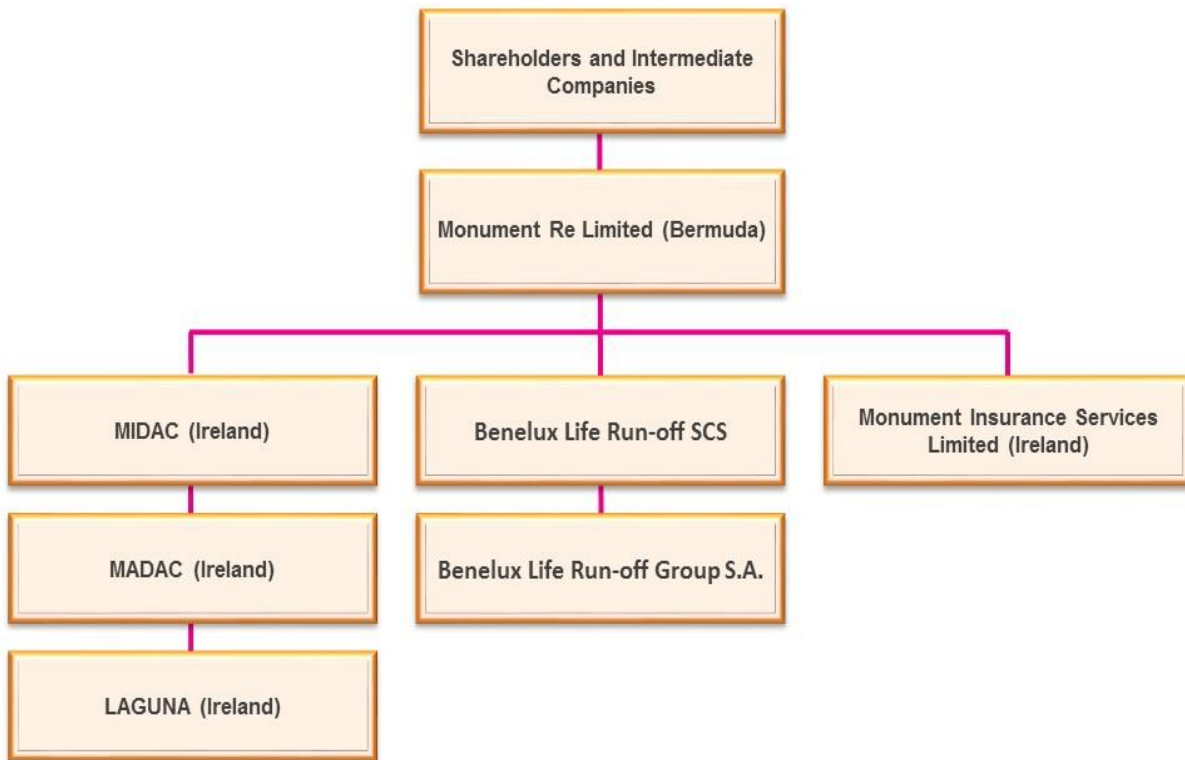 Shareholders and Intermediate
Companies
Monument Re Limited (Bermuda)
MIDAC (Ireland)
Benelux Life Run-off SCS
Monument Insurance Services
Limited (Ireland)
MADAC (Ireland)
Benelux Life Run-off Group S.A.
LAGUNA (Ireland)